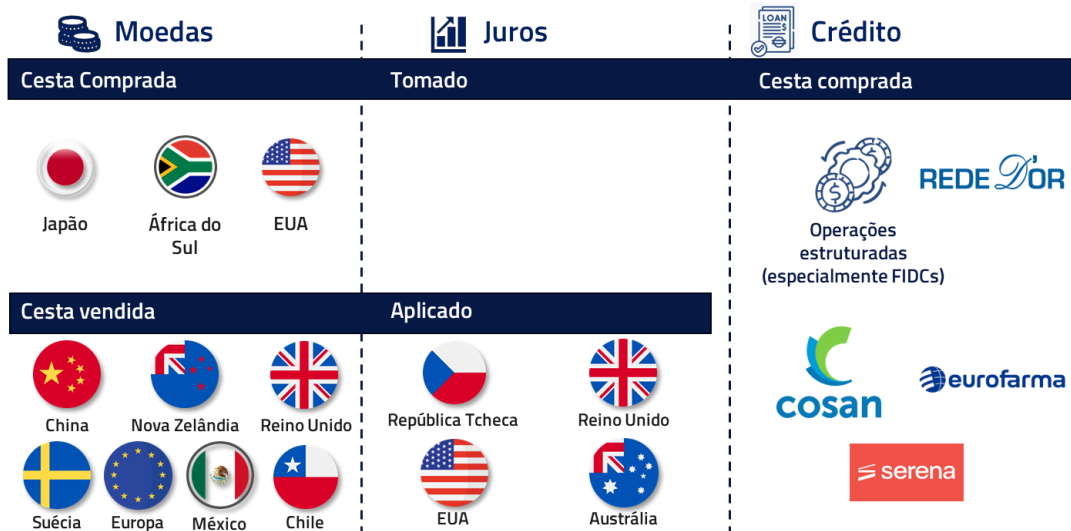 Moedas
Juros
LOAN
Crédito
Cesta Comprada
Tomado
Cesta comprada
Japão
África do
Sul
EUA
REDE D'OR
Operações
estruturadas
(especialmente FIDCs)
Cesta vendida
Aplicado
China
Nova Zelândia
Reino Unido
República Tcheca
Reino Unido
cosan
eurofarma
Suécia
Europa
México
Chile
EUA
Austrália
serena